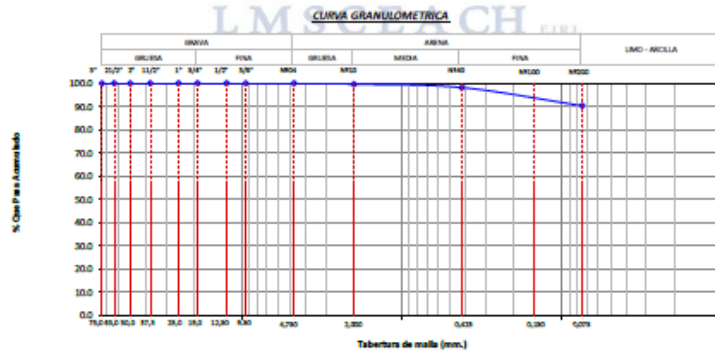 LMSCEACH E.I.R.L
CURVA GRANULOMETRICA
GRAVA ARENA LIMO - ARCILLA
GRUESA FINA GRUESA MEDIA FINA
3" 2 1/2" 2" 1 1/2" 1" 3/4" 1/2" 3/8" Nº04 Nº10 Nº40 Nº100 Nº200
100.0
90.0
80.0
70.0
60.0
50.0
40.0
30.0
20.0
10.0
0.0
% Que Pasa Acumulado
75,0 63,0 50,0 37,5 25,0 19,0 12,50 9,50 4,750 2,000 0,425 0,150 0,075
Tabertura de malla (mm.)